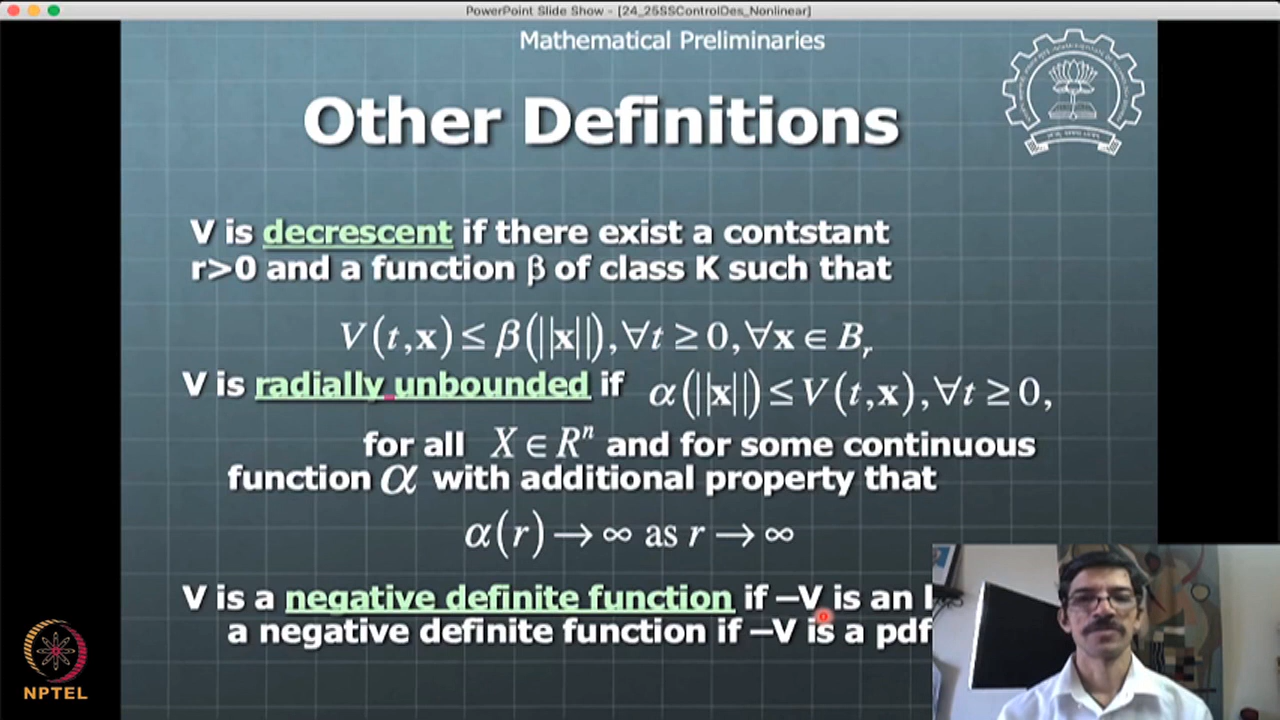 PowerPoint Slide Show - [24_25SSControlDes_Nonlinear]
Mathematical Preliminaries
Other Definitions
V is decrescent if there exist a contstant
r>0 and a function β of class K such that
V(t,x) ≤ β(||x||),∀t ≥ 0,∀x ∈ B_r
V is radially unbounded if α(||x||) ≤ V(t,x),∀t ≥ 0,
for all X ∈ Rⁿ and for some continuous
function α with additional property that
α(r) → ∞ as r → ∞
V is a negative definite function if –V is an l
a negative definite function if –V is a pdf
NPTEL